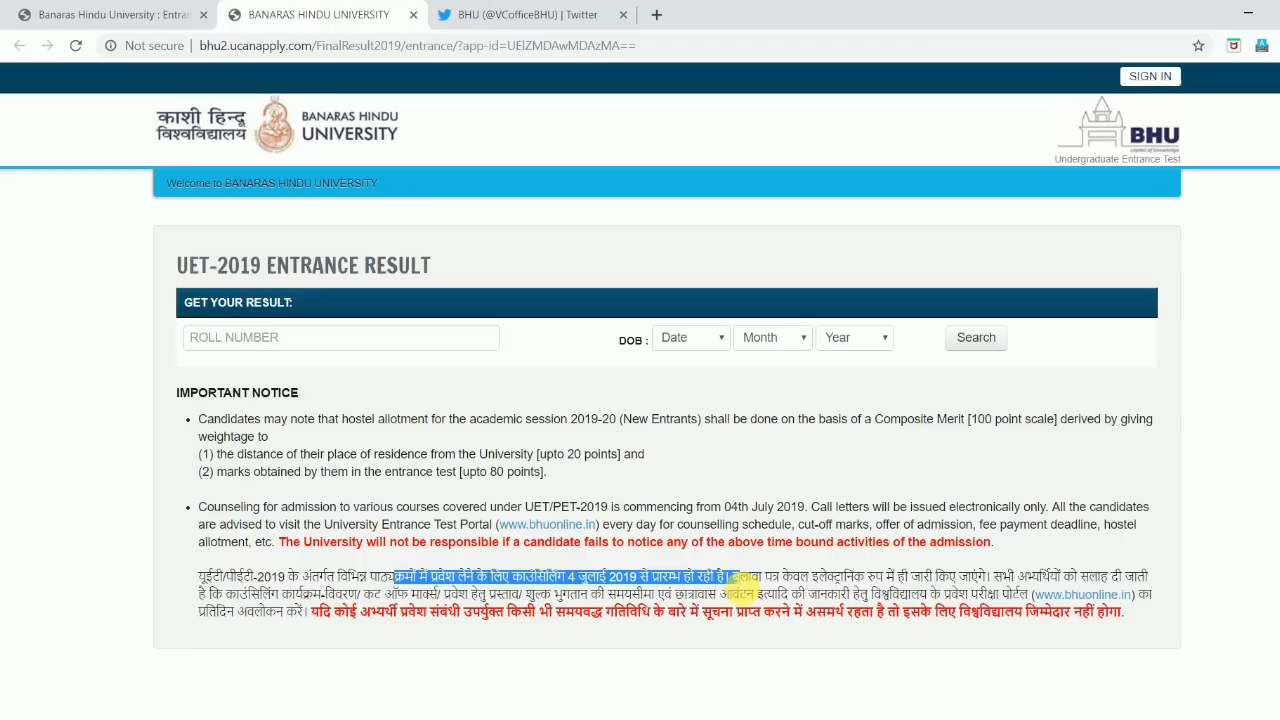 Banaras Hindu University : Entran
BANARAS HINDU UNIVERSITY
BHU (@VCofficeBHU) | Twitter
Not secure
bhu2.ucanapply.com/FinalResult2019/entrance/?app-id=UElZMDAwMDAzMA==
SIGN IN
काशी हिन्दू
विश्वविद्यालय
BANARAS HINDU
UNIVERSITY
BHU
capital of knowledge
Undergraduate Entrance Test
Welcome to BANARAS HINDU UNIVERSITY
UET-2019 ENTRANCE RESULT
GET YOUR RESULT:
ROLL NUMBER
DOB :
Date
Month
Year
Search
IMPORTANT NOTICE
Candidates may note that hostel allotment for the academic session 2019-20 (New Entrants) shall be done on the basis of a Composite Merit [100 point scale] derived by giving
weightage to
(1) the distance of their place of residence from the University [upto 20 points] and
(2) marks obtained by them in the entrance test [upto 80 points].
Counseling for admission to various courses covered under UET/PET-2019 is commencing from 04th July 2019. Call letters will be issued electronically only. All the candidates
are advised to visit the University Entrance Test Portal (www.bhuonline.in) every day for counselling schedule, cut-off marks, offer of admission, fee payment deadline, hostel
allotment, etc. The University will not be responsible if a candidate fails to notice any of the above time bound activities of the admission.
यूईटी/पीईटी-2019 के अंतर्गत विभिन्न पाठ्यक्रमों में प्रवेश लेने के लिए काउंसिलिंग 4 जुलाई 2019 से प्रारम्भ हो रही है। बुलावा पत्र केवल इलेक्ट्रानिक रुप में ही जारी किए जाएंगे। सभी अभ्यर्थियों को सलाह दी जाती
है कि काउंसिलिंग कार्यक्रम-विवरण/ कट ऑफ मार्क्स/ प्रवेश हेतु प्रस्ताव/ शुल्क भुगतान की समयसीमा एवं छात्रावास आवंटन इत्यादि की जानकारी हेतु विश्वविद्यालय के प्रवेश परीक्षा पोर्टल (www.bhuonline.in) का
प्रतिदिन अवलोकन करें। यदि कोई अभ्यर्थी प्रवेश संबंधी उपर्युक्त किसी भी समयबद्ध गतिविधि के बारे में सूचना प्राप्त करने में असमर्थ रहता है तो इसके लिए विश्वविद्यालय जिम्मेदार नहीं होगा.